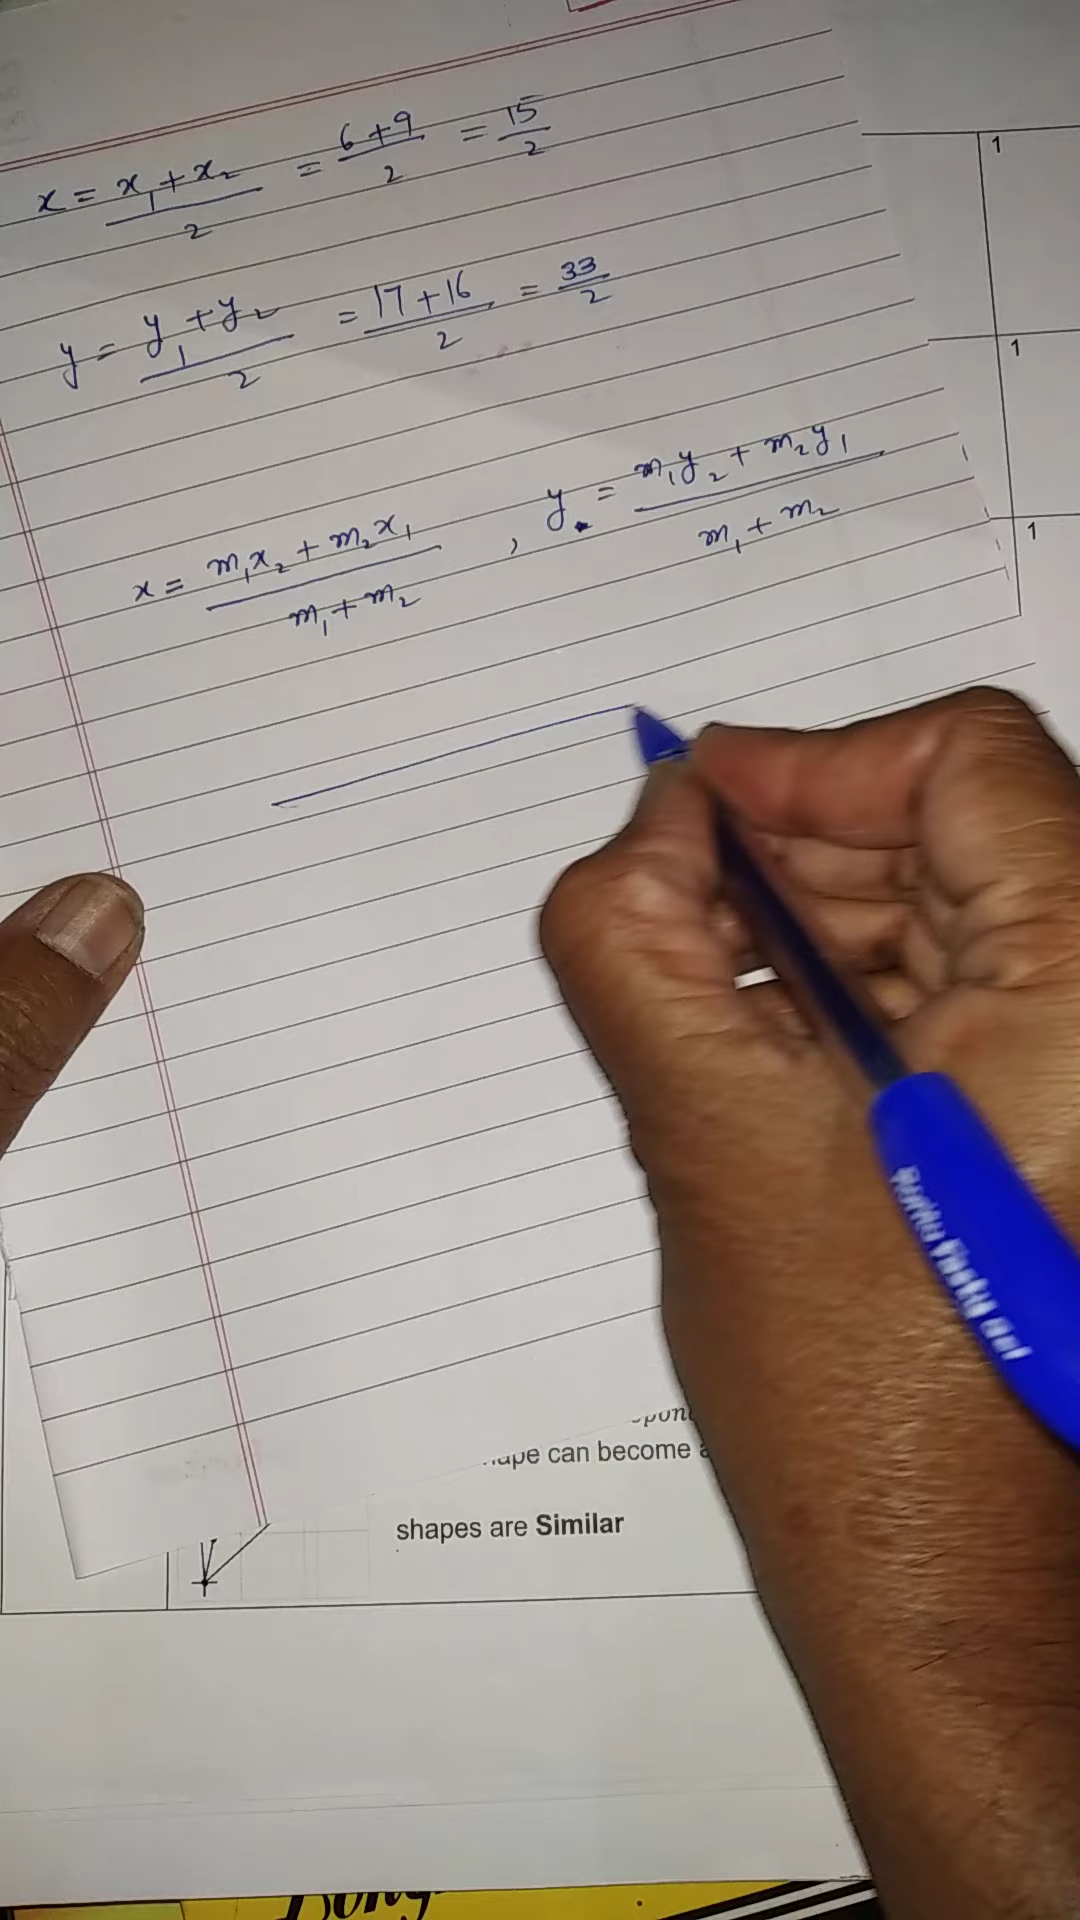 x = x₁ + x₂ / 2 = 6 + 9 / 2 = 15 / 2
y = y₁ + y₂ / 2 = 17 + 16 / 2 = 33 / 2
x = m₁x₂ + m₂x₁ / m₁ + m₂ , y = m₁y₂ + m₂y₁ / m₁ + m₂
1
1
1
can become
shapes are Similar